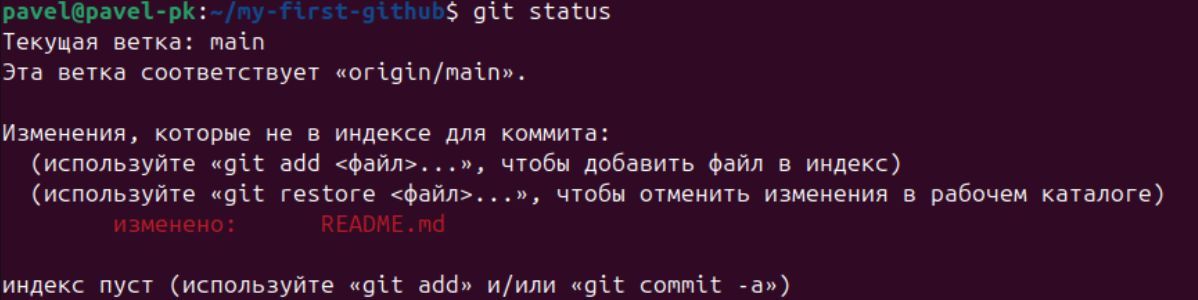 pavel@pavel-pk:~/my-first-github$ git status
Текущая ветка: main
Эта ветка соответствует «origin/main».
Изменения, которые не в индексе для коммита:
(используйте «git add <файл>...», чтобы добавить файл в индекс)
(используйте «git restore <файл>...», чтобы отменить изменения в рабочем каталоге)
изменено: README.md
индекс пуст (используйте «git add» и/или «git commit -a»)